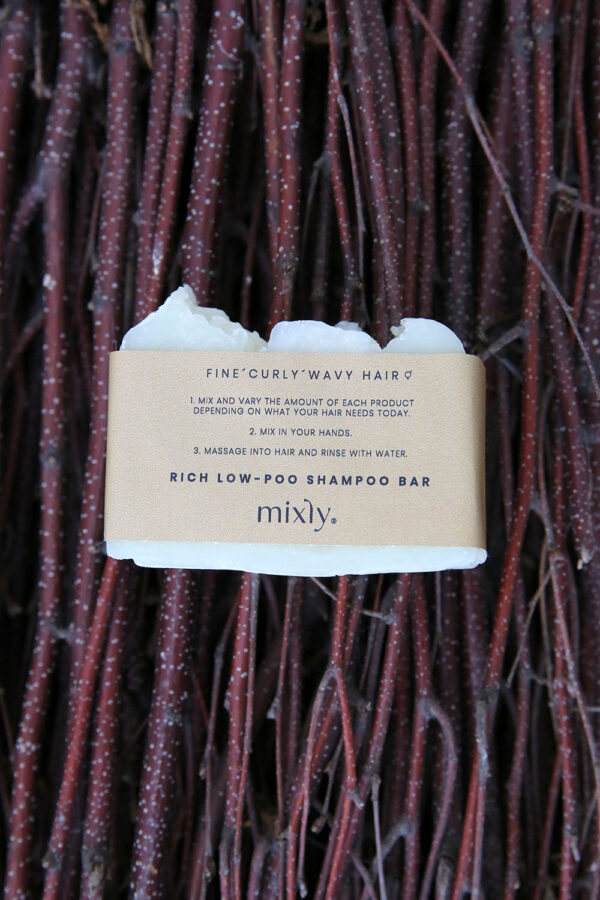 FINE´CURLY´WAVY HAIR
1. MIX AND VARY THE AMOUNT OF EACH PRODUCT
DEPENDING ON WHAT YOUR HAIR NEEDS TODAY.
2. MIX IN YOUR HANDS.
3. MASSAGE INTO HAIR AND RINSE WITH WATER.
RICH LOW-POO SHAMPOO BAR
mixly®